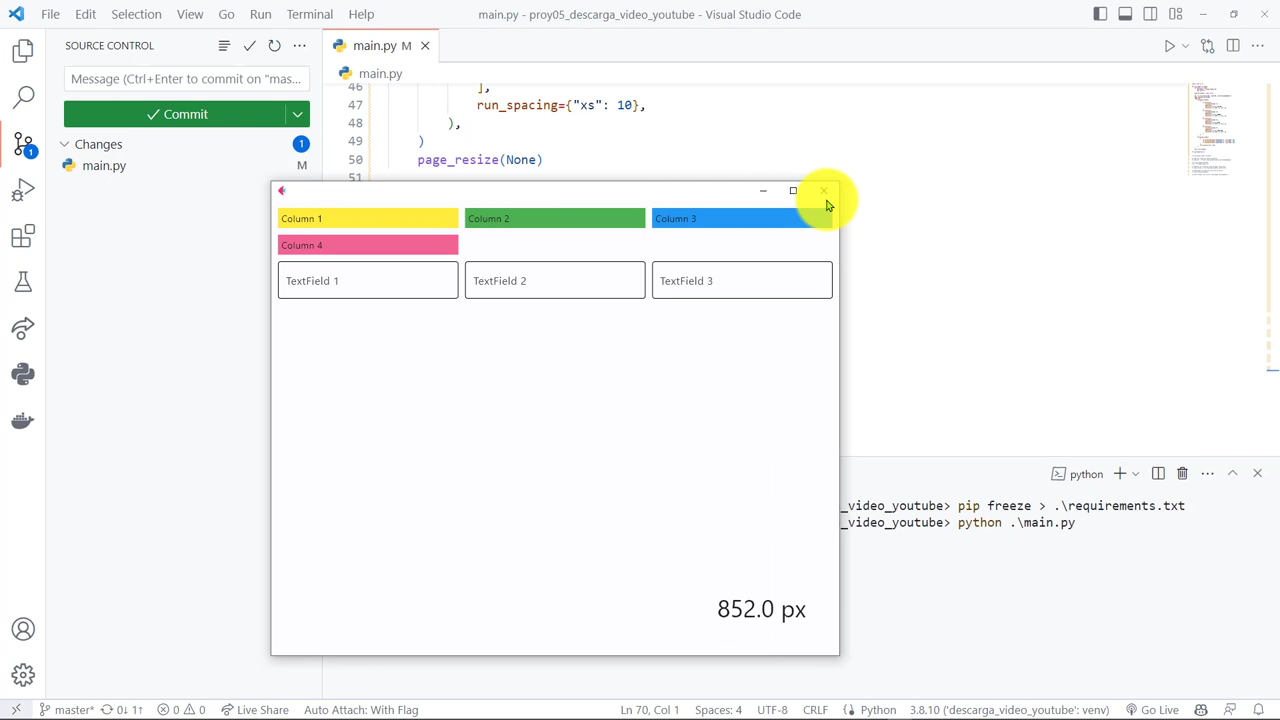 File Edit Selection View Go Run Terminal Help
main.py - proy05_descarga_video_youtube - Visual Studio Code
SOURCE CONTROL
main.py M
Message (Ctrl+Enter to commit on "mas...
main.py
Commit
Changes
1
main.py
M
1
46 ],
47 "xs": 10},
48 ),
49 )
50 page_resize(
51
Column 1
Column 2
Column 3
Column 4
TextField 1
TextField 2
TextField 3
852.0 px
python
_video_youtube> pip freeze > .\requirements.txt
_video_youtube> python .\main.py
master* 0↓ 1↑ 0 0 Live Share Auto Attach: With Flag
Ln 70, Col 1 Spaces: 4 UTF-8 CRLF Python 3.8.10 ('descarga_video_youtube': venv) Go Live